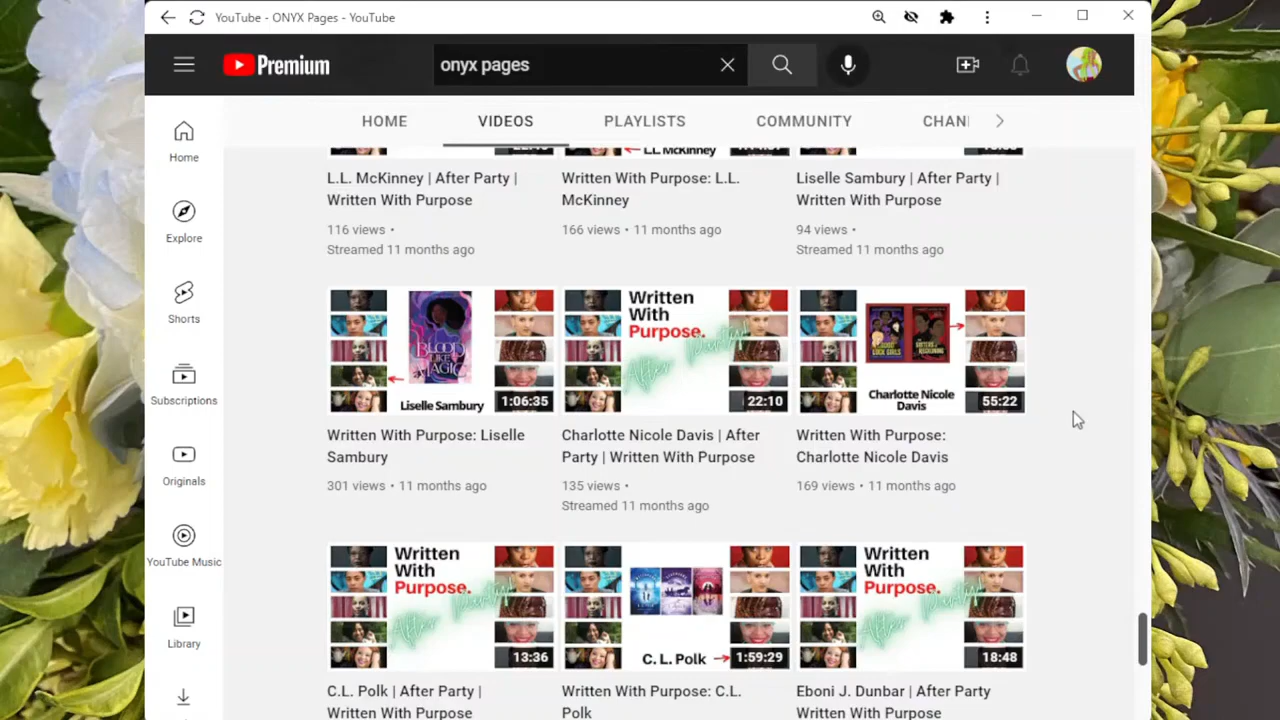 YouTube - ONYX Pages - YouTube
Premium
onyx pages
HOME
VIDEOS
PLAYLISTS
COMMUNITY
CHAN
Home
Explore
Shorts
Subscriptions
Originals
YouTube Music
Library
L.L. McKinney
L.L. McKinney | After Party |
Written With Purpose
116 views •
Streamed 11 months ago
Written With Purpose: L.L.
McKinney
166 views • 11 months ago
Liselle Sambury | After Party |
Written With Purpose
94 views •
Streamed 11 months ago
BLOOD
LIKE
MAGIC
Liselle Sambury
1:06:35
Written With Purpose: Liselle
Sambury
301 views • 11 months ago
Written
With
Purpose.
22:10
Charlotte Nicole Davis | After
Party | Written With Purpose
135 views •
Streamed 11 months ago
Charlotte Nicole
Davis
55:22
Written With Purpose:
Charlotte Nicole Davis
169 views • 11 months ago
Written
With
Purpose.
13:36
C.L. Polk | After Party |
Written With Purpose
C. L. Polk
1:59:29
Written With Purpose: C.L.
Polk
Written
With
Purpose.
18:48
Eboni J. Dunbar | After Party
Written With Purpose